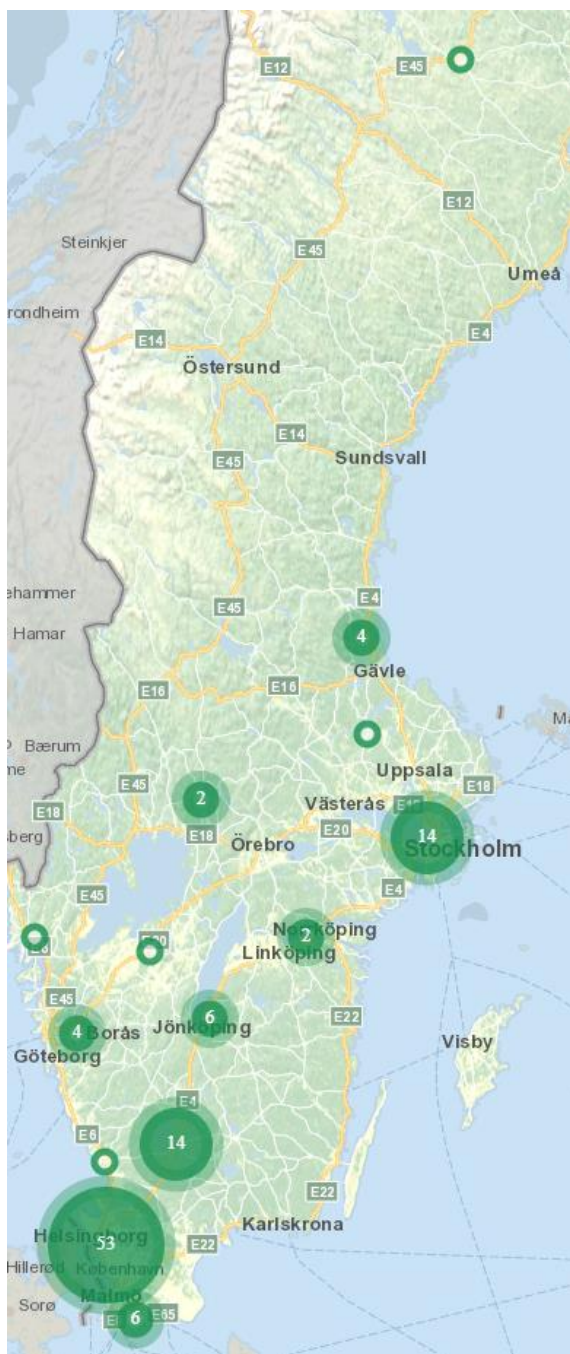 E12
E45
E12
Steinkjer
E45
Umeå
rondheim
E4
E14
Östersund
E14
E45
Sundsvall
ehammer
E4
E45
Hamar
4
Gävle
E16
E16
Bærum
me
Uppsala
E45
E18
2
Västerås
E18
sberg
E18
E20
14
Örebro
Stockholm
E4
E45
2
Linköping
E45
6
Jönköping
E22
4
Borås
Göteborg
Visby
E4
E6
14
E22
Karlskrona
Helsingborg
53
E22
Hillerød
København
Malmö
Sorø
6
E65